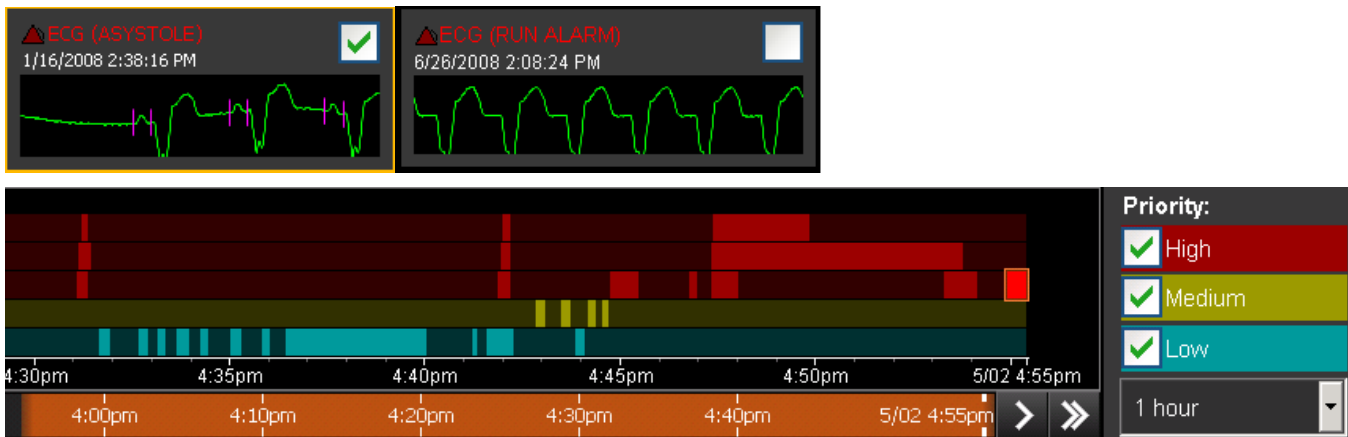 ECG (ASYSTOLE)
1/16/2008 2:38:16 PM
ECG (RUN ALARM)
6/26/2008 2:08:24 PM
Priority:
High
Medium
Low
4:30pm 4:35pm 4:40pm 4:45pm 4:50pm 5/02 4:55pm
4:00pm 4:10pm 4:20pm 4:30pm 4:40pm 5/02 4:55pm
1 hour